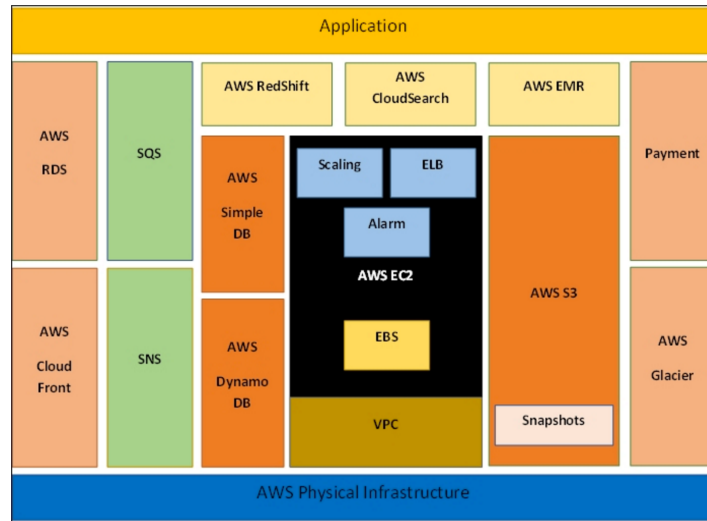 Application
AWS
RDS
SQS
AWS RedShift
AWS
CloudSearch
AWS EMR
Payment
AWS
Simple
DB
Scaling
ELB
Alarm
AWS EC2
AWS S3
AWS
Cloud
Front
SNS
AWS
Dynamo
DB
EBS
VPC
Snapshots
AWS
Glacier
AWS Physical Infrastructure